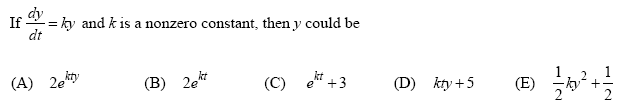 If dy/dt = ky and k is a nonzero constant, then y could be
(A) 2e^{kty} (B) 2e^{kt} (C) e^{kt} + 3 (D) kty + 5 (E) 1/2 ky^2 + 1/2